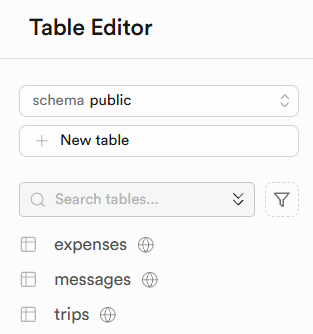 Table Editor
schema public
New table
Search tables...
expenses
messages
trips